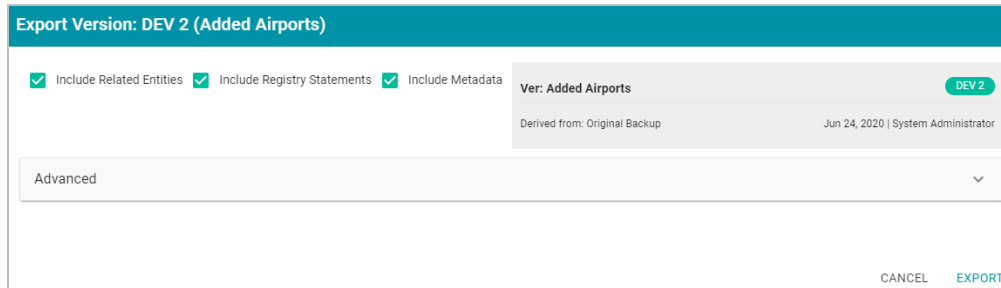 Export Version: DEV 2 (Added Airports)
Include Related Entities Include Registry Statements Include Metadata
Ver: Added Airports DEV 2
Derived from: Original Backup Jun 24, 2020 | System Administrator
Advanced
CANCEL EXPORT